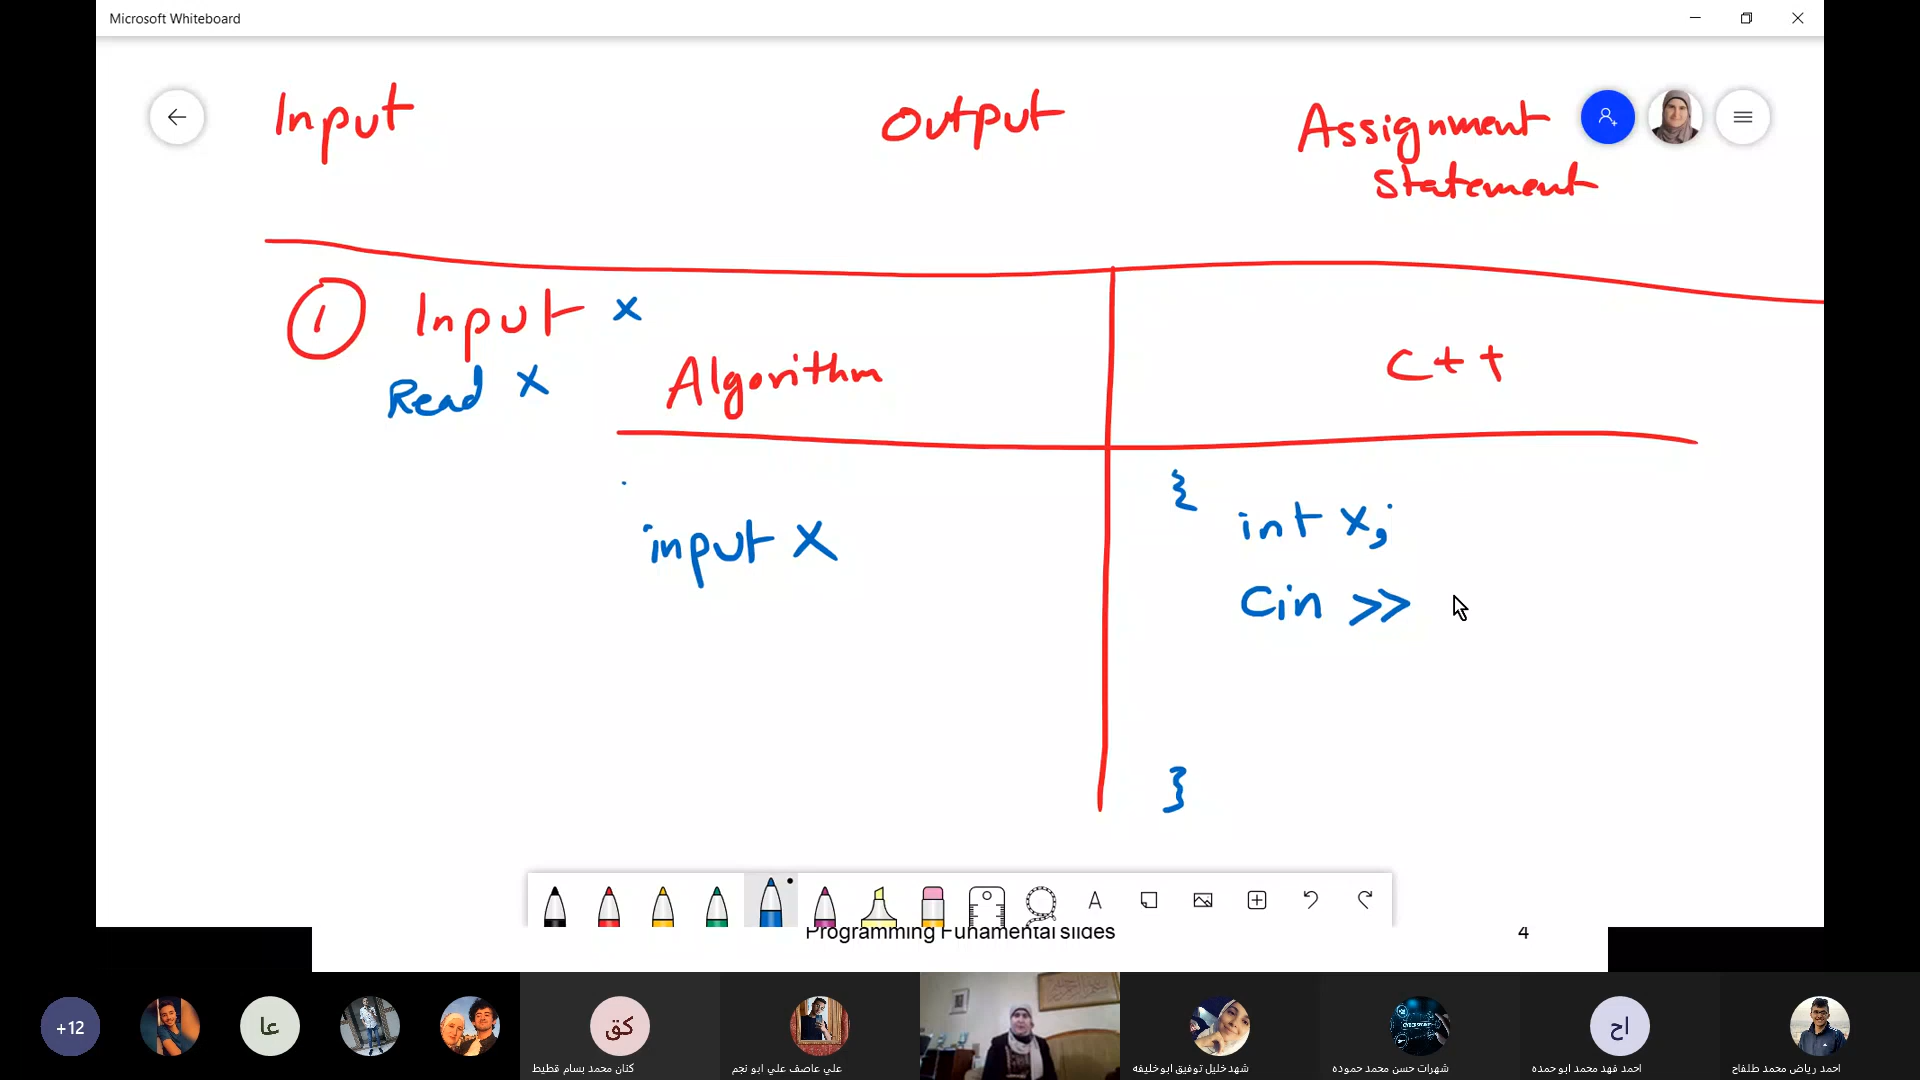 Microsoft Whiteboard
Input
Output
Assignment
Statement
1 Input x
Read x
Algorithm
C++
input x
{
int x;
Cin >>
}
A
Programming Funamental slides
4
+12
عا
كق
كنان محمد بسام قطيط
علي عاصف علي ابو نجم
شهد خليل توفيق ابوخليفه
شهرات حسن محمد حموده
اح
احمد فهد محمد ابو حمده
احمد رياض محمد طلفاح